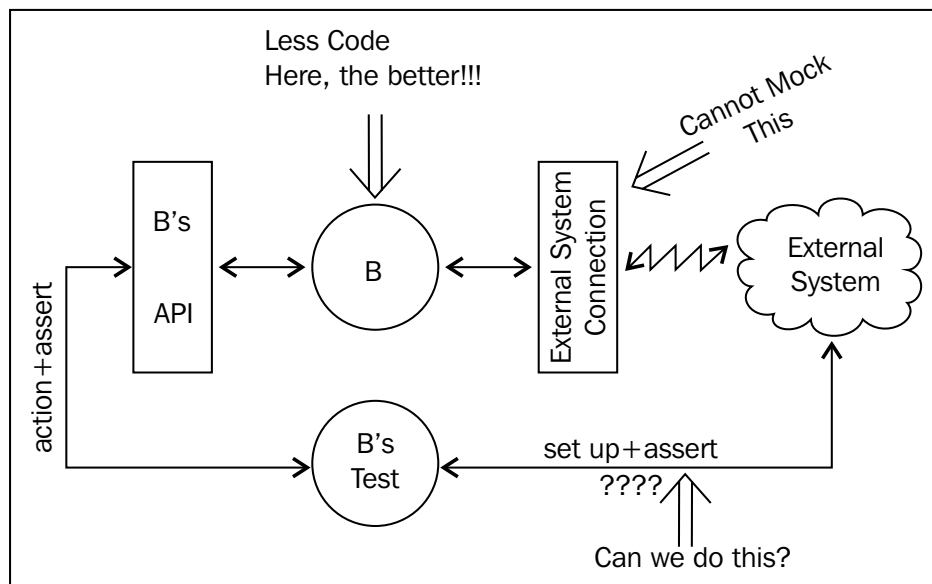 Less Code
Here, the better!!!
Cannot Mock
This
B's
API
B
External System
Connection
External
System
action+assert
B's
Test
set up+assert
????
Can we do this?